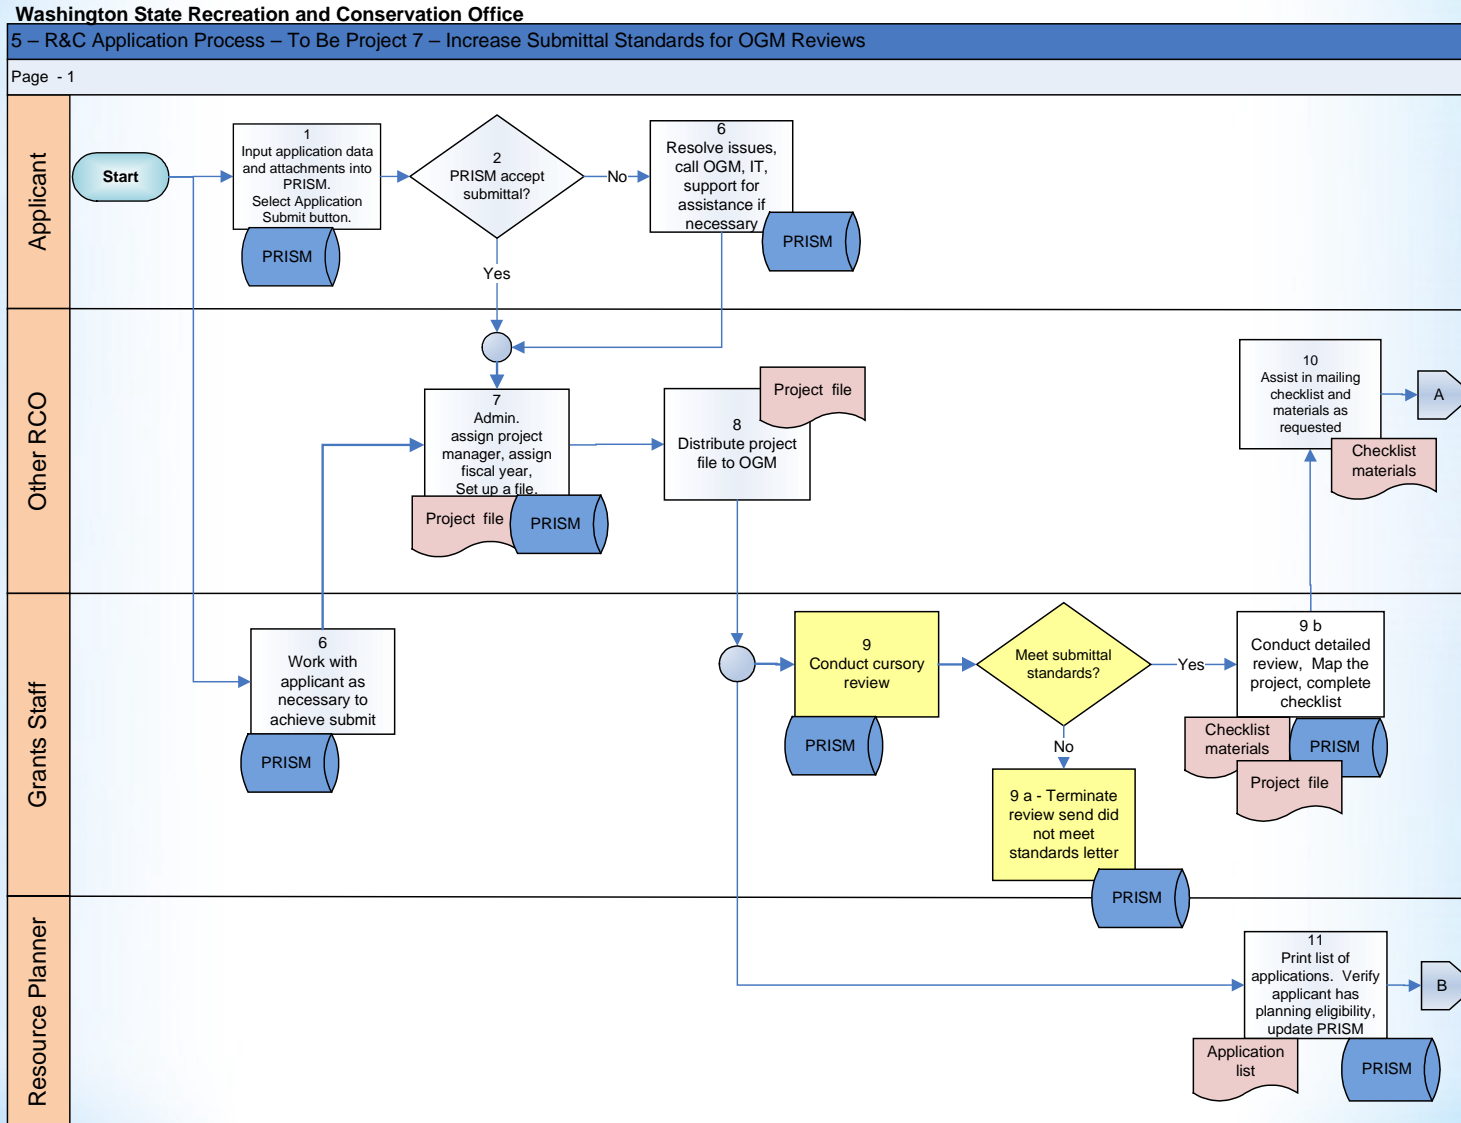 Washington State Recreation and Conservation Office
5 – R&C Application Process – To Be Project 7 – Increase Submittal Standards for OGM Reviews
Page - 1
Applicant
Start
1
Input application data
and attachments into
PRISM.
Select Application
Submit button.
PRISM
2
PRISM accept
submittal?
No
Yes
6
Resolve issues,
call OGM, IT,
support for
assistance if
necessary
PRISM
Other RCO
7
Admin.
assign project
manager, assign
fiscal year,
Set up a file.
Project file
PRISM
8
Distribute project
file to OGM
Project file
10
Assist in mailing
checklist and
materials as
requested
Checklist
materials
A
Grants Staff
6
Work with
applicant as
necessary to
achieve submit
PRISM
9
Conduct cursory
review
PRISM
Meet submittal
standards?
Yes
No
9 a - Terminate
review send did
not meet
standards letter
PRISM
9 b
Conduct detailed
review, Map the
project, complete
checklist
Checklist
materials
PRISM
Project file
Resource Planner
11
Print list of
applications. Verify
applicant has
planning eligibility,
update PRISM
Application
list
PRISM
B